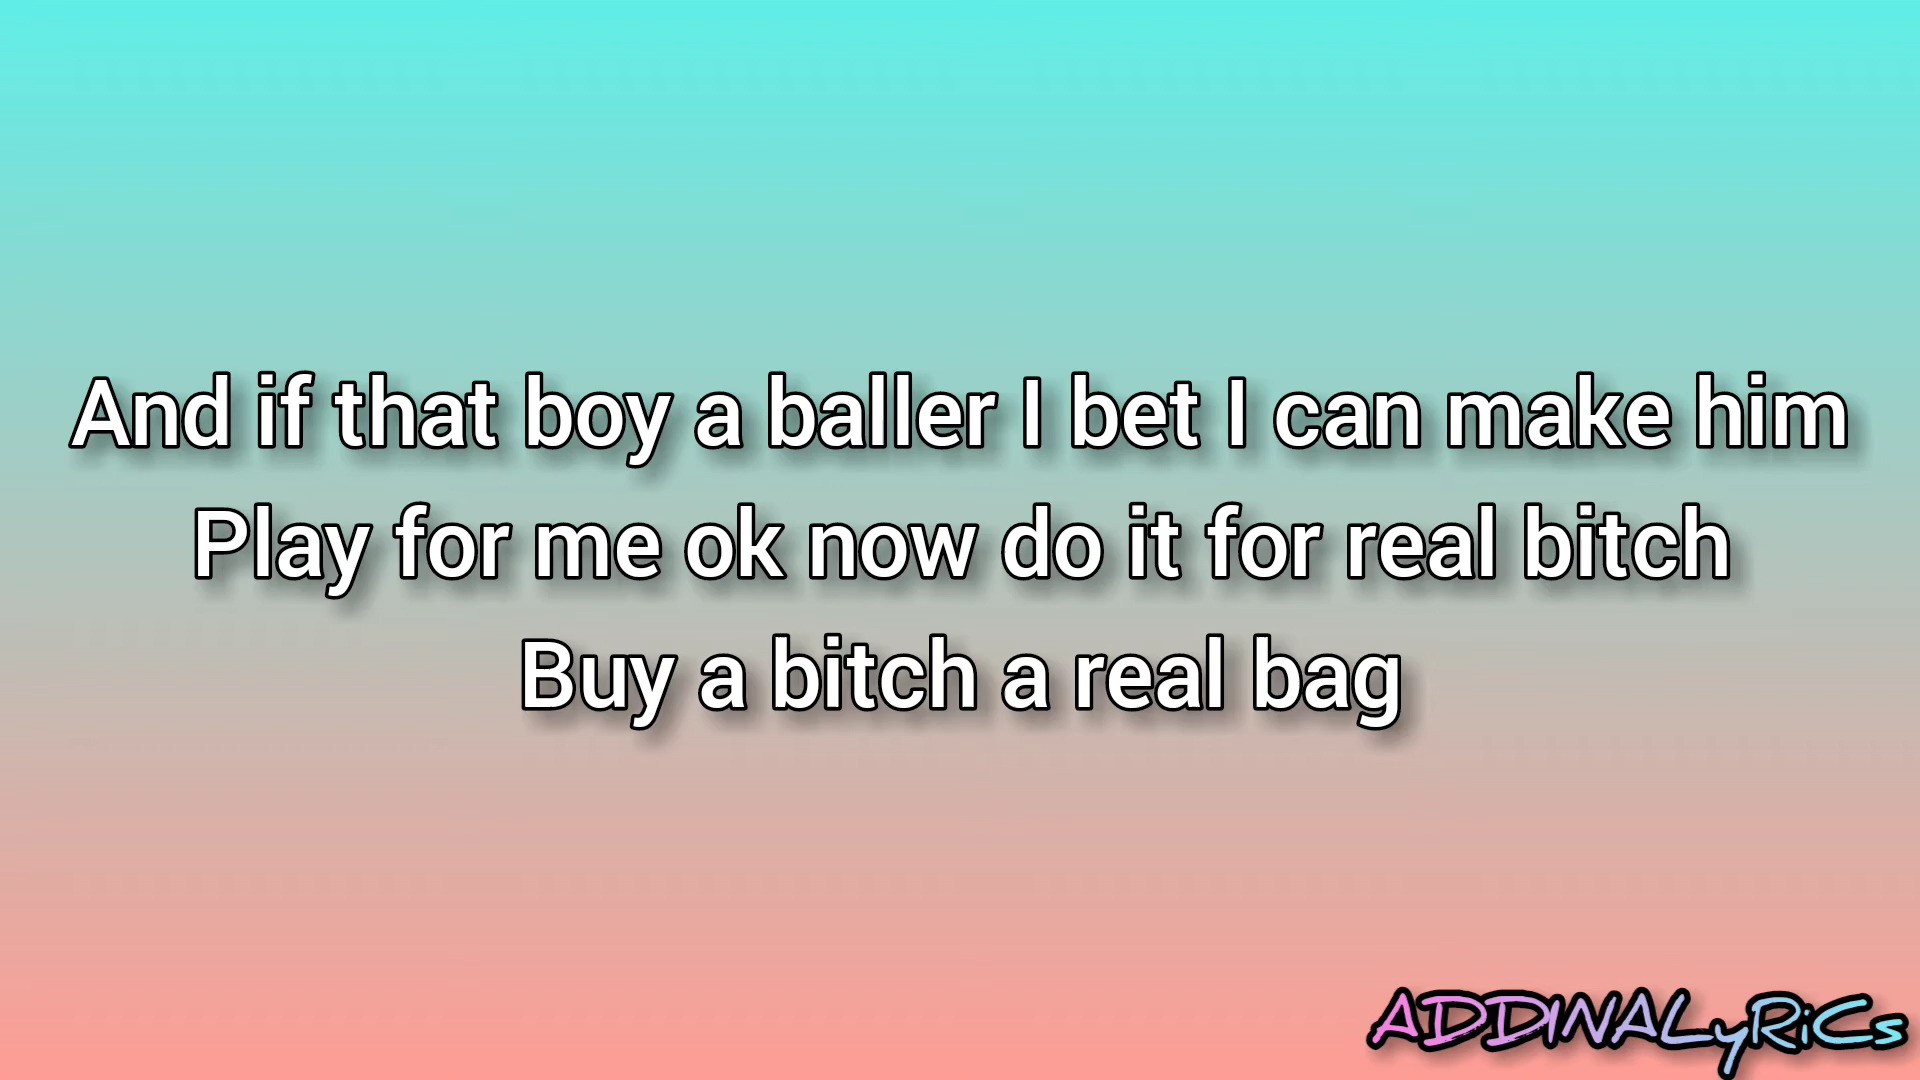 And if that boy a baller I bet I can make him
Play for me ok now do it for real bitch
Buy a bitch a real bag
ADDINALyRiCs